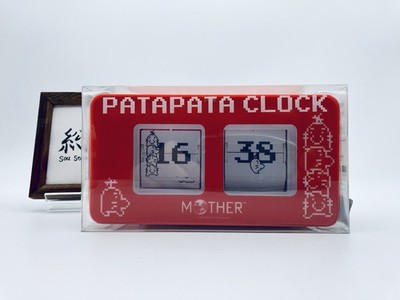 PATAPATA CLOCK
16
38
MOTHER